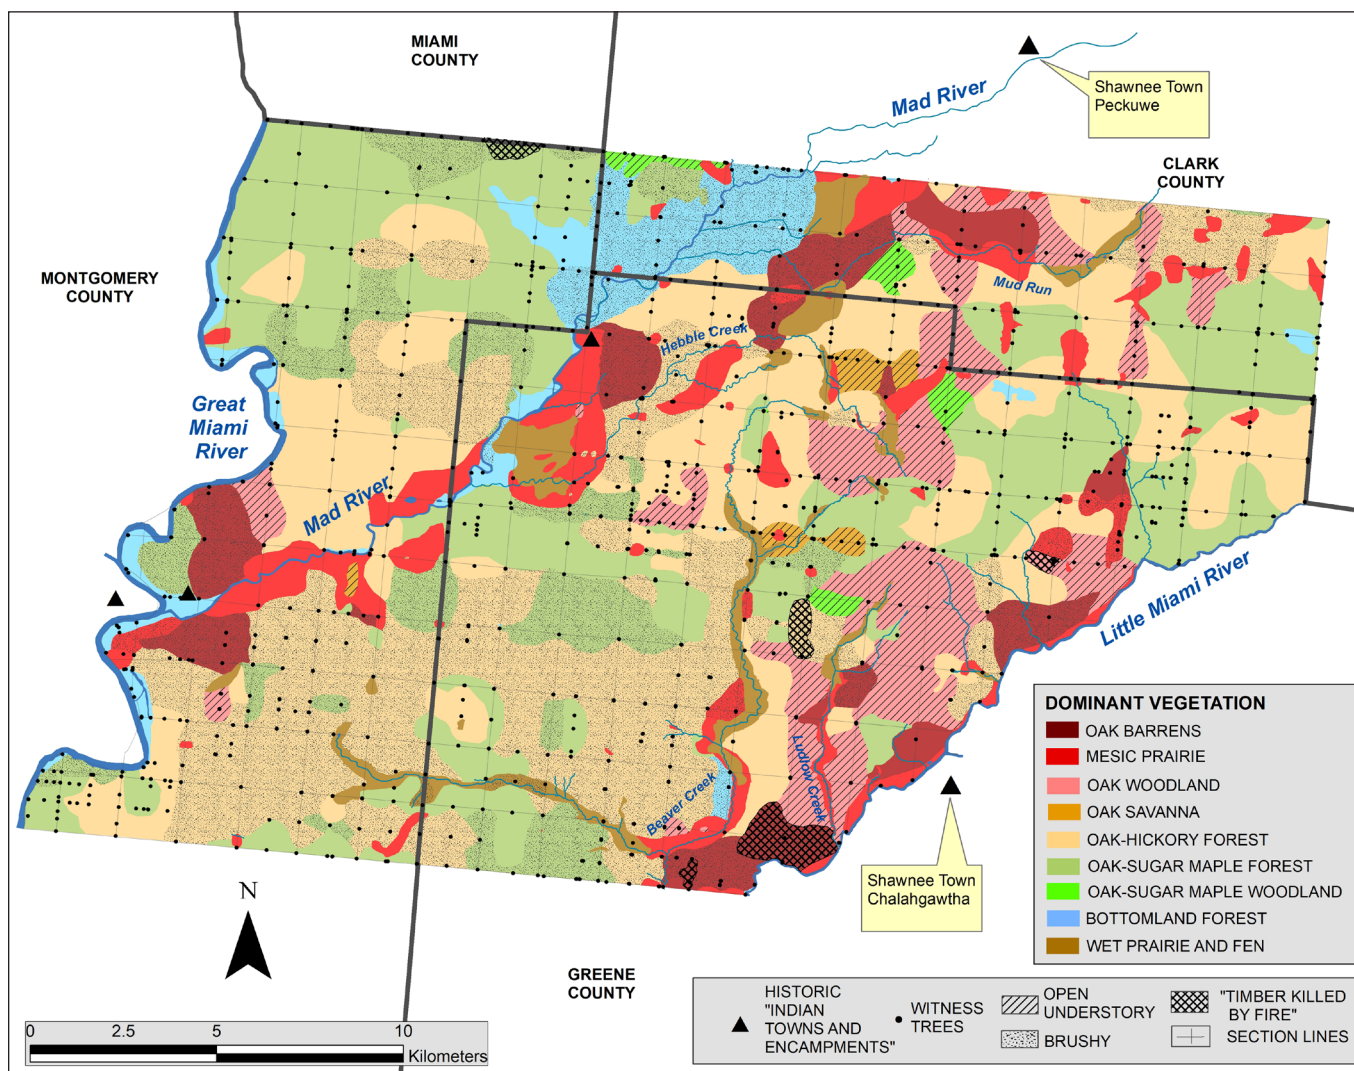 MIAMI
COUNTY
Mad River
Shawnee Town
Peckuwe
CLARK
COUNTY
MONTGOMERY
COUNTY
Mud Run
Hebble Creek
Great
Miami
River
Mad River
Little Miami River
Ludlow Creek
Beaver Creek
Shawnee Town
Chalahgawtha
N
GREENE
COUNTY
0 2.5 5 10
Kilometers
DOMINANT VEGETATION
OAK BARRENS
MESIC PRAIRIE
OAK WOODLAND
OAK SAVANNA
OAK-HICKORY FOREST
OAK-SUGAR MAPLE FOREST
OAK-SUGAR MAPLE WOODLAND
BOTTOMLAND FOREST
WET PRAIRIE AND FEN
HISTORIC
"INDIAN
TOWNS AND
ENCAMPMENTS"
WITNESS
TREES
OPEN
UNDERSTORY
BRUSHY
"TIMBER KILLED
BY FIRE"
SECTION LINES